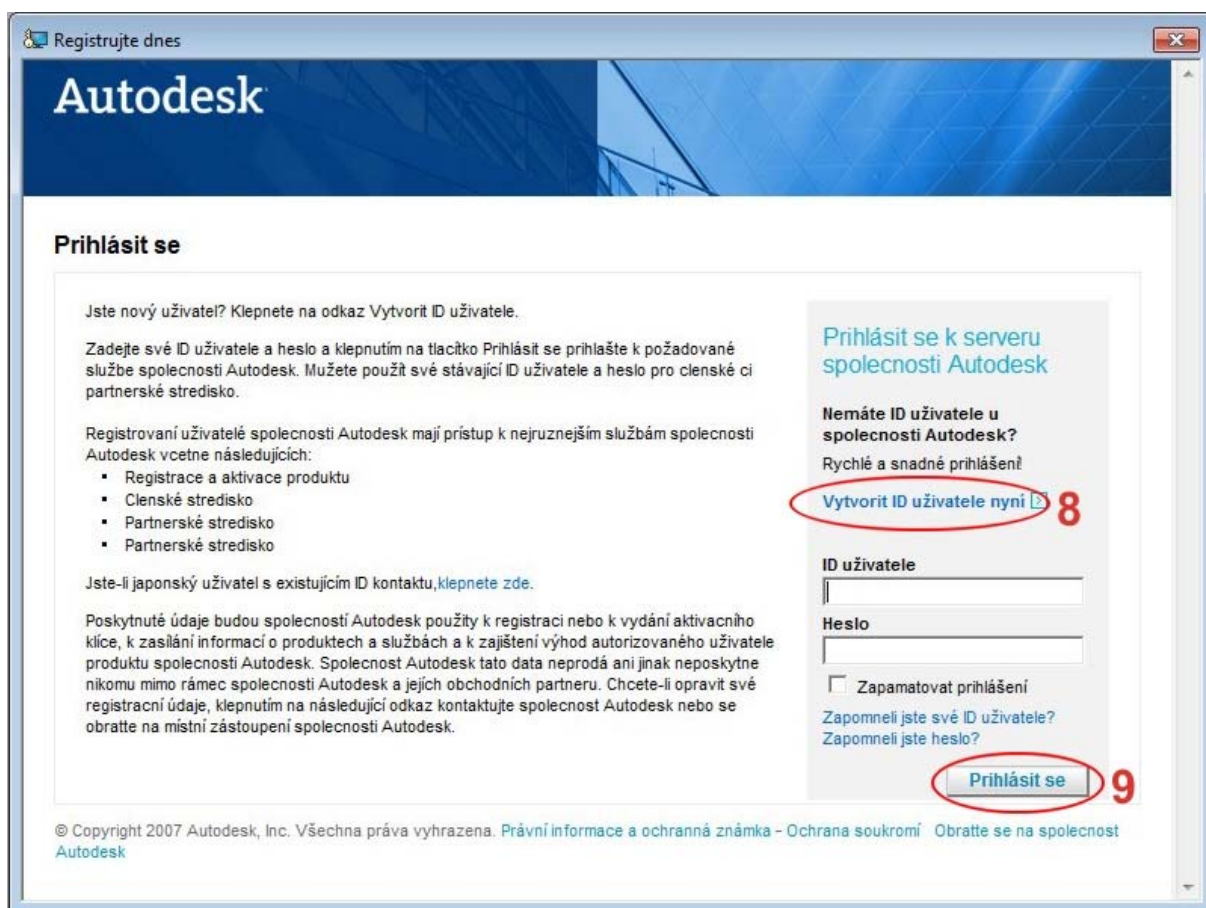 Registrujte dnes
Autodesk
Prihlásit se
Jste nový uživatel? Klepnete na odkaz Vytvorit ID uživatele.
Zadejte své ID uživatele a heslo a klepnutím na tlacítko Prihlásit se prihlašte k požadované
službe spolecnosti Autodesk. Mužete použít své stávající ID uživatele a heslo pro clenské ci
partnerské stredisko.
Registrovaní uživatelé spolecnosti Autodesk mají prístup k nejruznejším službám spolecnosti
Autodesk vcetne následujících:
▪ Registrace a aktivace produktu
▪ Clenské stredisko
▪ Partnerské stredisko
▪ Partnerské stredisko
Jste-li japonský uživatel s existujícím ID kontaktu,klepnete zde.
Poskytnuté údaje budou spolecností Autodesk použity k registraci nebo k vydání aktivacního
klíce, k zasílání informací o produktech a službách a k zajištení výhod autorizovaného uživatele
produktu spolecnosti Autodesk. Spolecnost Autodesk tato data neprodá ani jinak neposkytne
nikomu mimo rámec spolecnosti Autodesk a jejích obchodních partneru. Chcete-li opravit své
registracní údaje, klepnutím na následující odkaz kontaktujte spolecnost Autodesk nebo se
obratte na místní zástoupení spolecnosti Autodesk.
Prihlásit se k serveru
spolecnosti Autodesk
Nemáte ID uživatele u
spolecnosti Autodesk?
Rychlé a snadné prihlášení!
Vytvorit ID uživatele nyní 8
ID uživatele
Heslo
Zapamatovat prihlášení
Zapomneli jste své ID uživatele?
Zapomneli jste heslo?
Prihlásit se 9
© Copyright 2007 Autodesk, Inc. Všechna práva vyhrazena. Právní informace a ochranná známka - Ochrana soukromí Obratte se na spolecnost
Autodesk